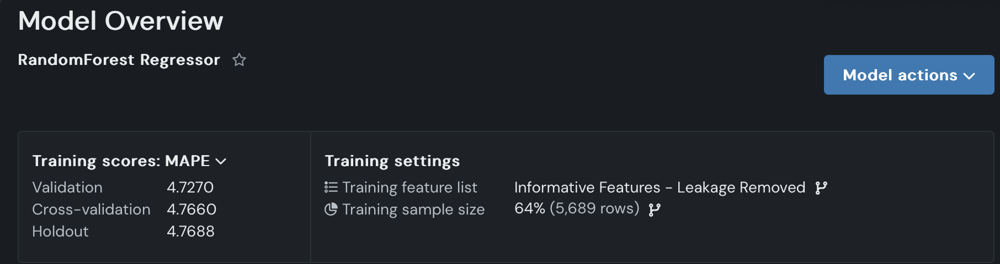 Model Overview
RandomForest Regressor
Model actions
Training scores: MAPE
Validation 4.7270
Cross-validation 4.7660
Holdout 4.7688
Training settings
Training feature list Informative Features - Leakage Removed
Training sample size 64% (5,689 rows)